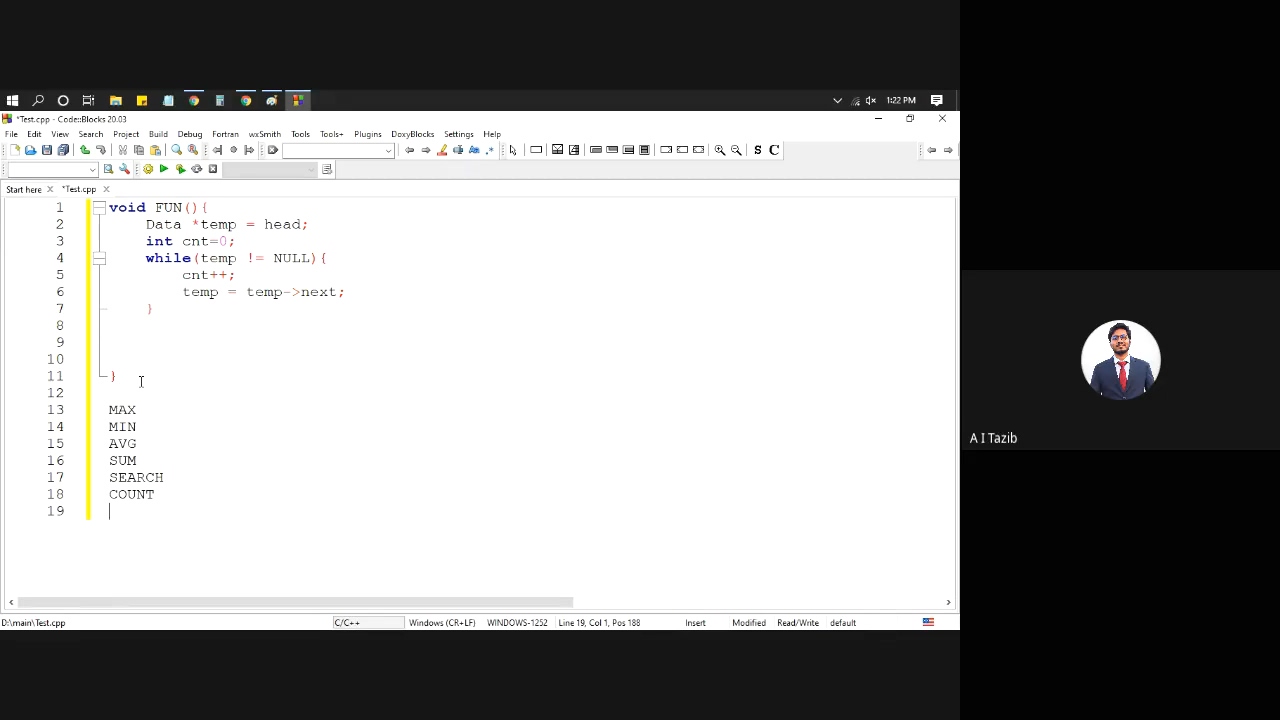 1:22 PM
*Test.cpp - Code::Blocks 20.03
File Edit View Search Project Build Debug Fortran wxSmith Tools Tools+ Plugins DoxyBlocks Settings Help
S C
Start here *Test.cpp
1 void FUN(){
2 Data *temp = head;
3 int cnt=0;
4 while(temp != NULL){
5 cnt++;
6 temp = temp->next;
7 }
8
9
10
11 }
12
13 MAX
14 MIN
15 AVG
16 SUM
17 SEARCH
18 COUNT
19
A I Tazib
D:\main\Test.cpp C/C++ Windows (CR+LF) WINDOWS-1252 Line 19, Col 1, Pos 188 Insert Modified Read/Write default